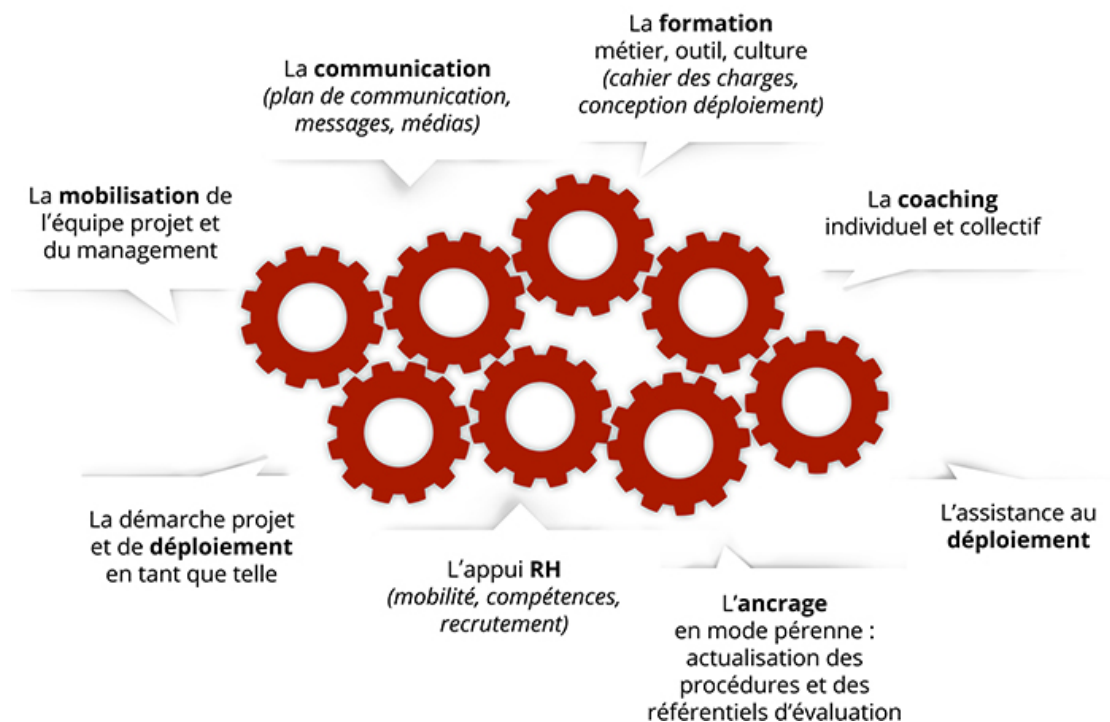 La formation
métier, outil, culture
(cahier des charges,
conception déploiement)
La communication
(plan de communication,
messages, médias)
La mobilisation de
l'équipe projet et
du management
La coaching
individuel et collectif
La démarche projet
et de déploiement
en tant que telle
L'appui RH
(mobilité, compétences,
recrutement)
L'ancrage
en mode pérenne :
actualisation des
procédures et des
référentiels d'évaluation
L'assistance au
déploiement